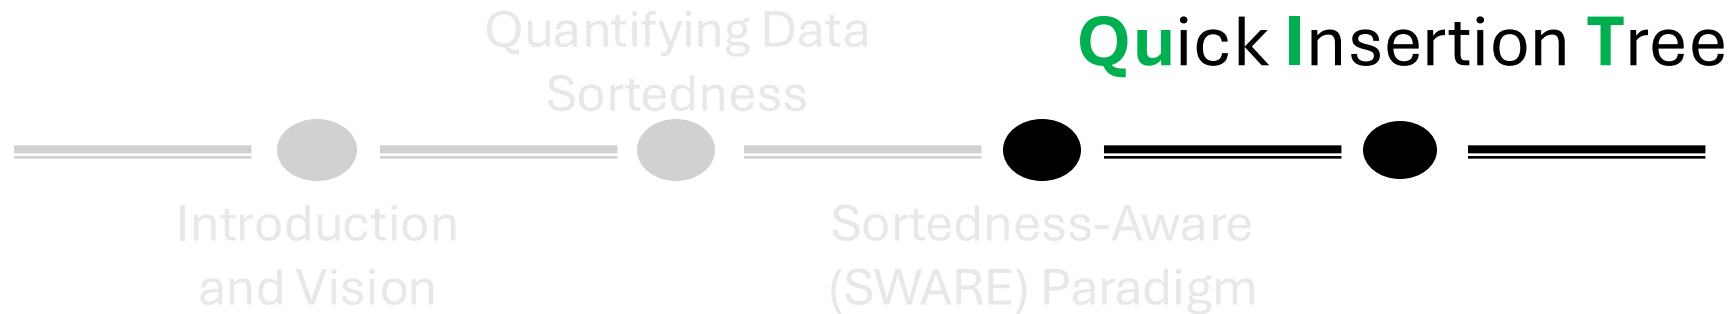 Quantifying Data
Sortedness
Quick Insertion Tree
Introduction
and Vision
Sortedness-Aware
(SWARE) Paradigm